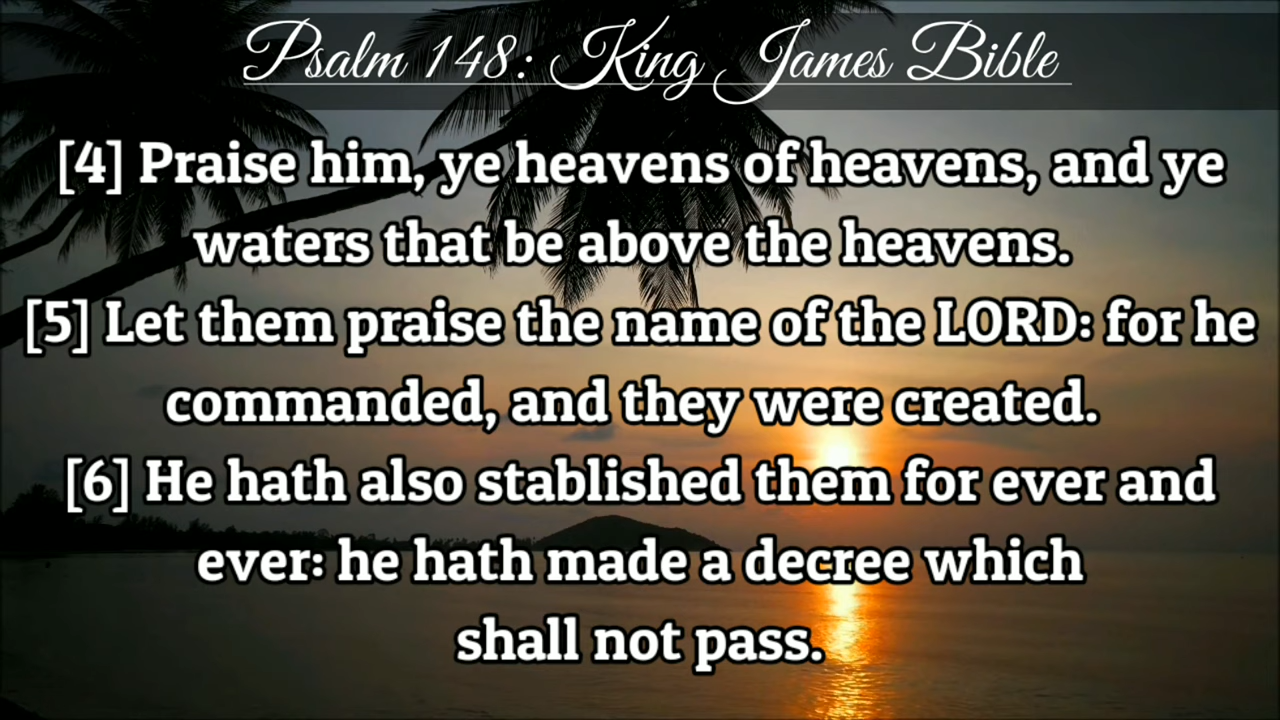 Psalm 148: King James Bible
[4] Praise him, ye heavens of heavens, and ye
waters that be above the heavens.
[5] Let them praise the name of the LORD: for he
commanded, and they were created.
[6] He hath also stablished them for ever and
ever: he hath made a decree which
shall not pass.